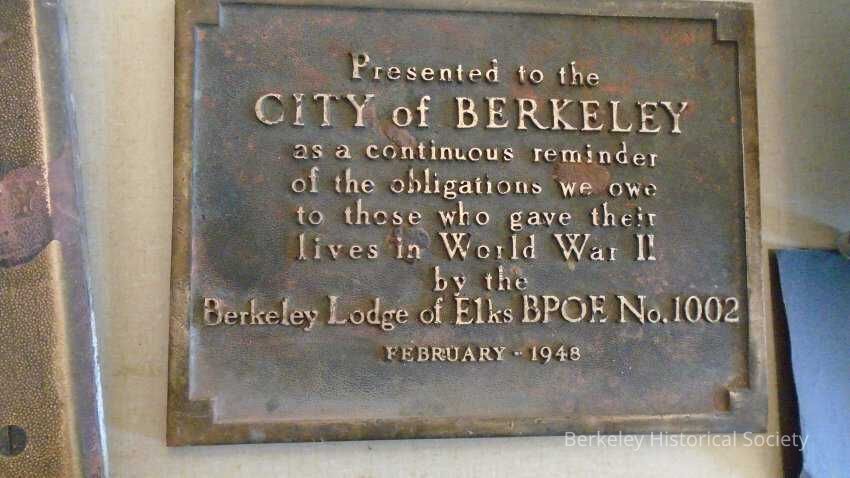 Presented to the
CITY of BERKELEY
as a continuous reminder
of the obligations we owe
to those who gave their
lives in World War II
by the
Berkeley Lodge of Elks BPOE No. 1002
FEBRUARY - 1948
Berkeley Historical Society